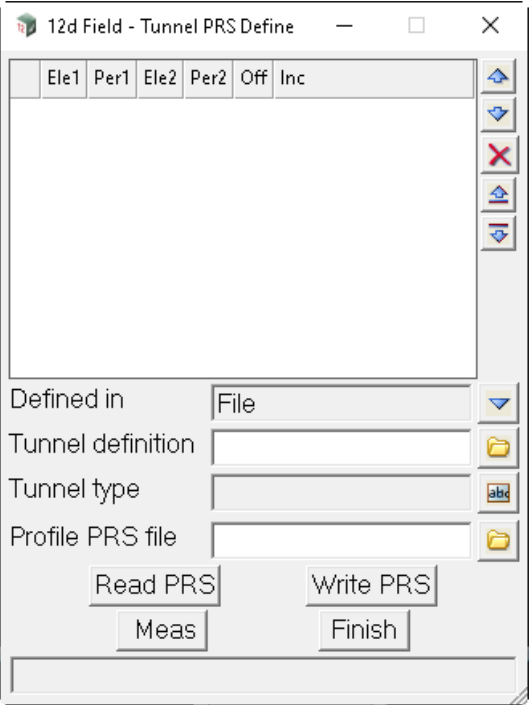 12d Field - Tunnel PRS Define
Ele1 Per1 Ele2 Per2 Off Inc
Defined in File
Tunnel definition
Tunnel type abc
Profile PRS file
Read PRS Write PRS
Meas Finish